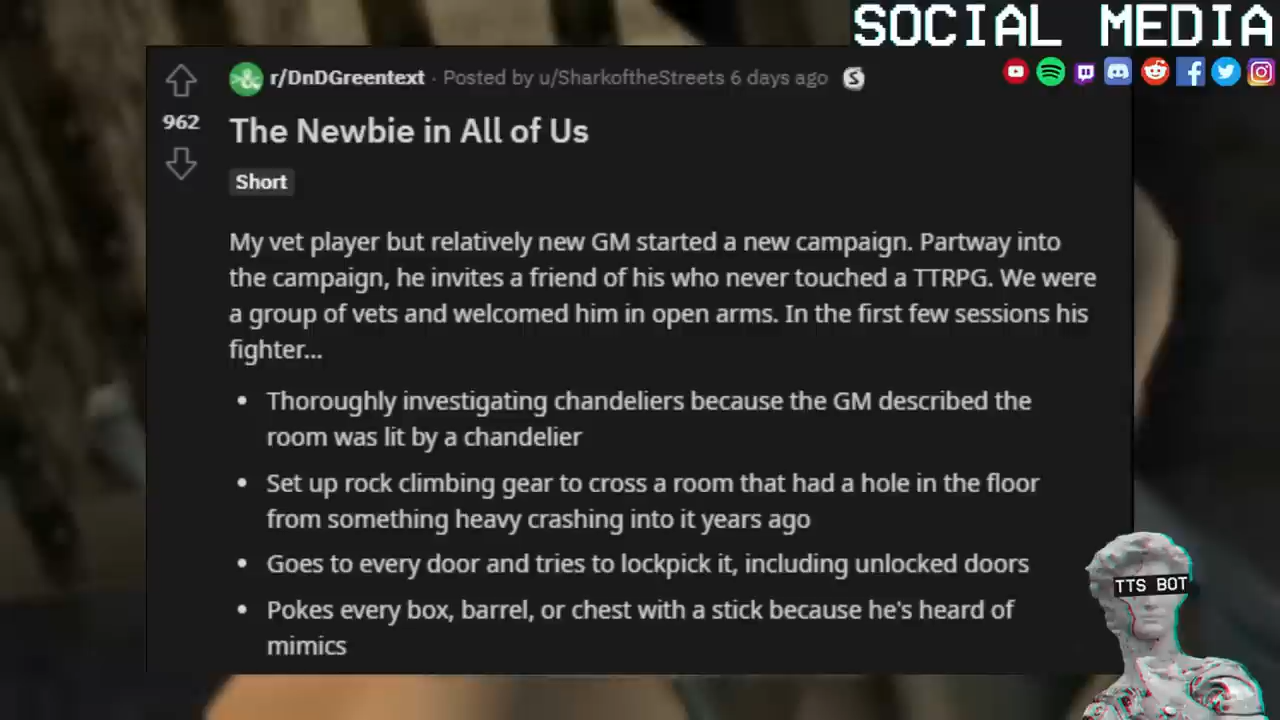 SOCIAL MEDIA
r/DnDGreentext · Posted by u/SharkoftheStreets 6 days ago
962
The Newbie in All of Us
Short
My vet player but relatively new GM started a new campaign. Partway into
the campaign, he invites a friend of his who never touched a TTRPG. We were
a group of vets and welcomed him in open arms. In the first few sessions his
fighter...
• Thoroughly investigating chandeliers because the GM described the
room was lit by a chandelier
• Set up rock climbing gear to cross a room that had a hole in the floor
from something heavy crashing into it years ago
• Goes to every door and tries to lockpick it, including unlocked doors
• Pokes every box, barrel, or chest with a stick because he's heard of
mimics
TTS BOT